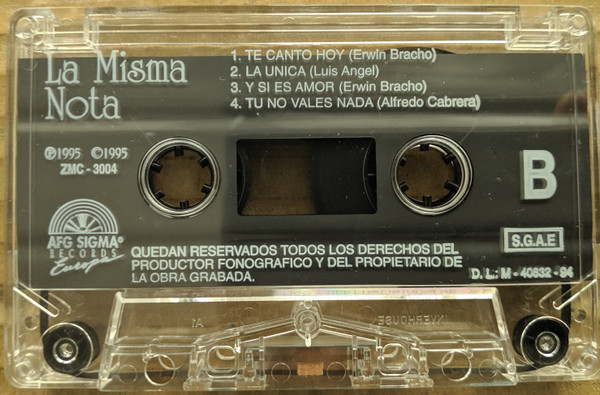 La Misma
Nota
1. TE CANTO HOY (Erwin Bracho)
2. LA UNICA (Luis Angel)
3. Y SI ES AMOR (Erwin Bracho)
4. TU NO VALES NADA (Alfredo Cabrera)
℗1995 ©1995
ZMC - 3004
B
AFG SIGMA®
RECORDS
Europa
S.G.A.E
QUEDAN RESERVADOS TODOS LOS DERECHOS DEL
PRODUCTOR FONOGRAFICO Y DEL PROPIETARIO DE
LA OBRA GRABADA.
D. L.: M - 40832 - 94